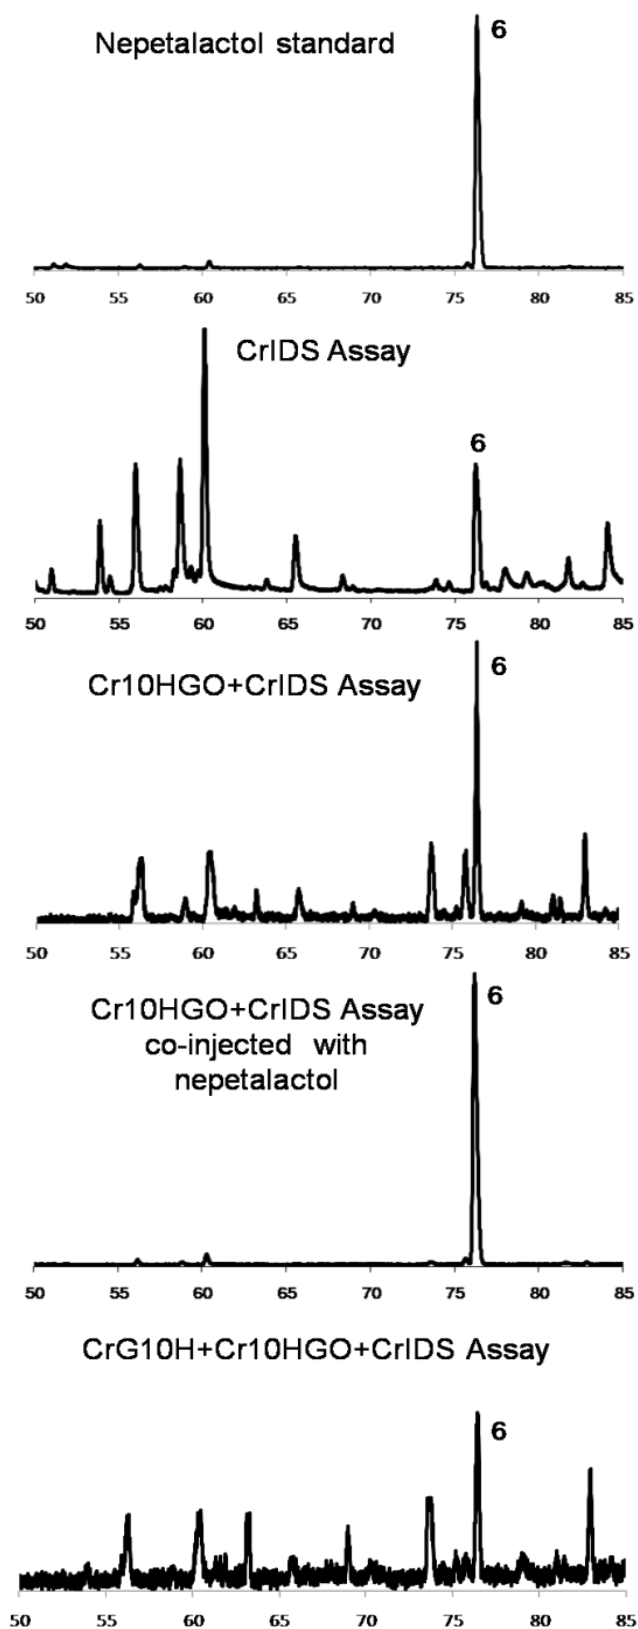 Nepetalactol standard
6
50 55 60 65 70 75 80 85
CrIDS Assay
6
50 55 60 65 70 75 80 85
Cr10HGO+CrIDS Assay
6
50 55 60 65 70 75 80 85
Cr10HGO+CrIDS Assay
co-injected with
nepetalactol
6
50 55 60 65 70 75 80 85
CrG10H+Cr10HGO+CrIDS Assay
6
50 55 60 65 70 75 80 85